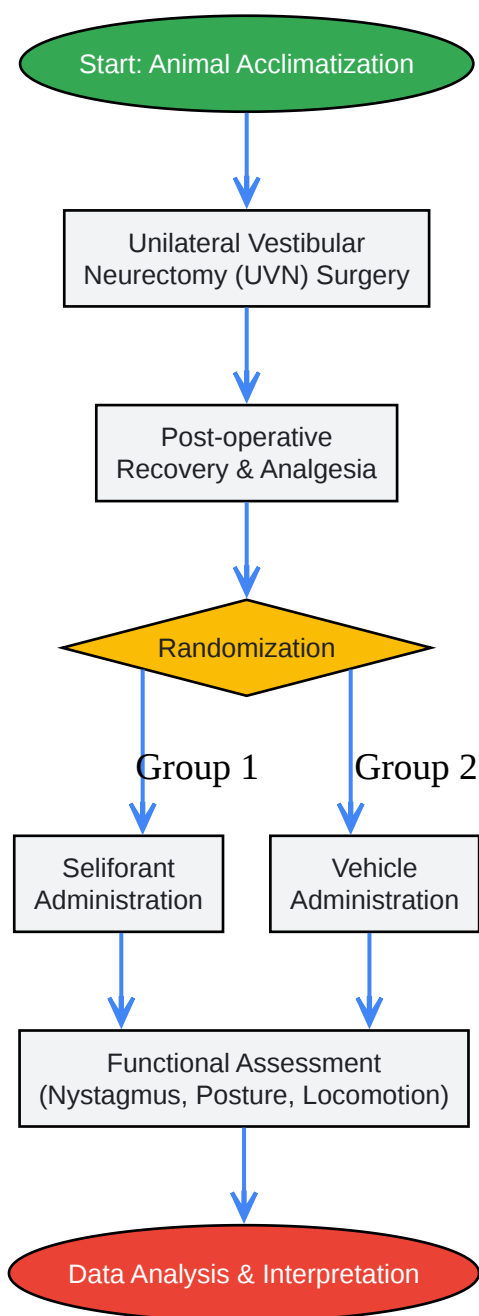 Start: Animal Acclimatization
Unilateral Vestibular
Neurectomy (UVN) Surgery
Post-operative
Recovery & Analgesia
Randomization
Group 1
Group 2
Seliforant
Administration
Vehicle
Administration
Functional Assessment
(Nystagmus, Posture, Locomotion)
Data Analysis & Interpretation